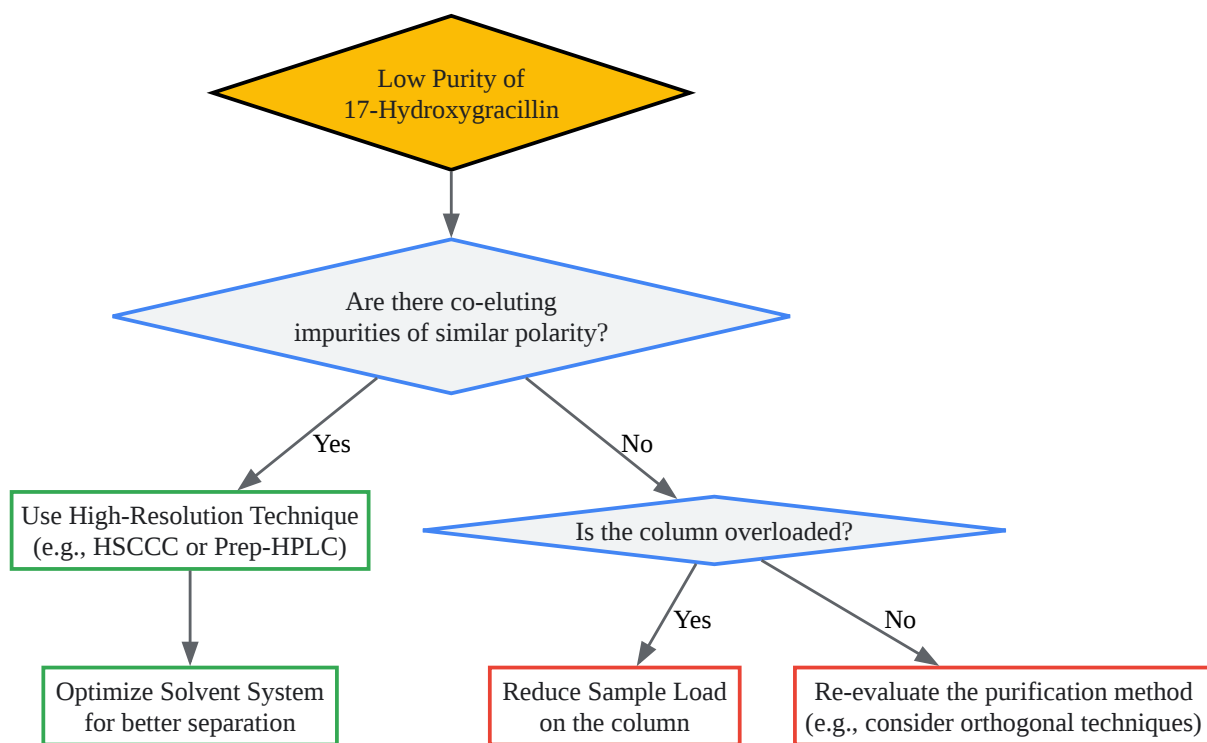 Low Purity of
17-Hydroxygracillin
Are there co-eluting
impurities of similar polarity?
Yes
No
Use High-Resolution Technique
(e.g., HSCCC or Prep-HPLC)
Is the column overloaded?
Yes
No
Optimize Solvent System
for better separation
Reduce Sample Load
on the column
Re-evaluate the purification method
(e.g., consider orthogonal techniques)